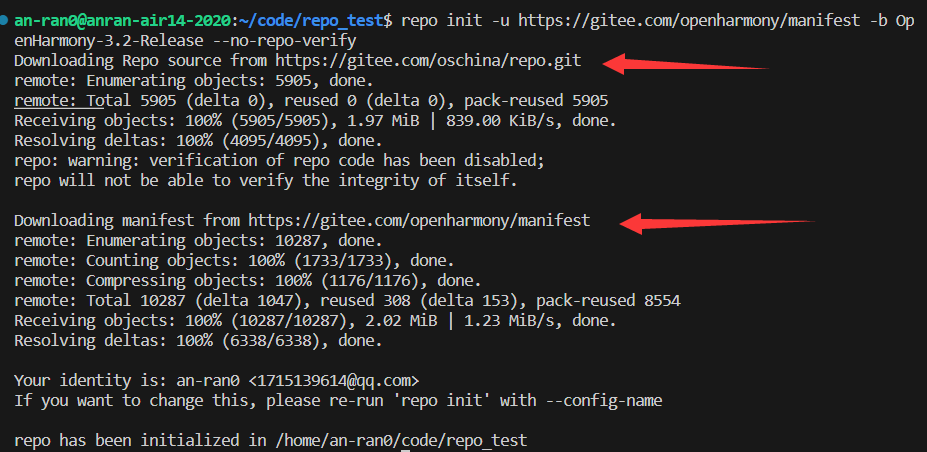 an-ran0@anran-air14-2020:~/code/repo_test$ repo init -u https://gitee.com/openharmony/manifest -b Op
enHarmony-3.2-Release --no-repo-verify
Downloading Repo source from https://gitee.com/oschina/repo.git
remote: Enumerating objects: 5905, done.
remote: Total 5905 (delta 0), reused 0 (delta 0), pack-reused 5905
Receiving objects: 100% (5905/5905), 1.97 MiB | 839.00 KiB/s, done.
Resolving deltas: 100% (4095/4095), done.
repo: warning: verification of repo code has been disabled;
repo will not be able to verify the integrity of itself.

Downloading manifest from https://gitee.com/openharmony/manifest
remote: Enumerating objects: 10287, done.
remote: Counting objects: 100% (1733/1733), done.
remote: Compressing objects: 100% (1176/1176), done.
remote: Total 10287 (delta 1047), reused 308 (delta 153), pack-reused 8554
Receiving objects: 100% (10287/10287), 2.02 MiB | 1.23 MiB/s, done.
Resolving deltas: 100% (6338/6338), done.

Your identity is: an-ran0 <1715139614@qq.com>
If you want to change this, please re-run 'repo init' with --config-name

repo has been initialized in /home/an-ran0/code/repo_test